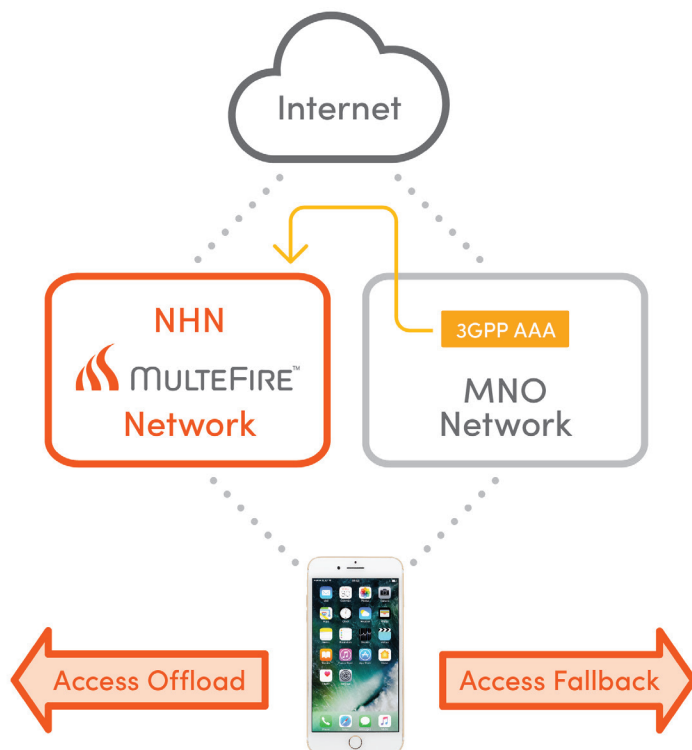 Internet
NHN
MULTEFIRE™
Network
3GPP AAA
MNO
Network
Access Offload
Access Fallback